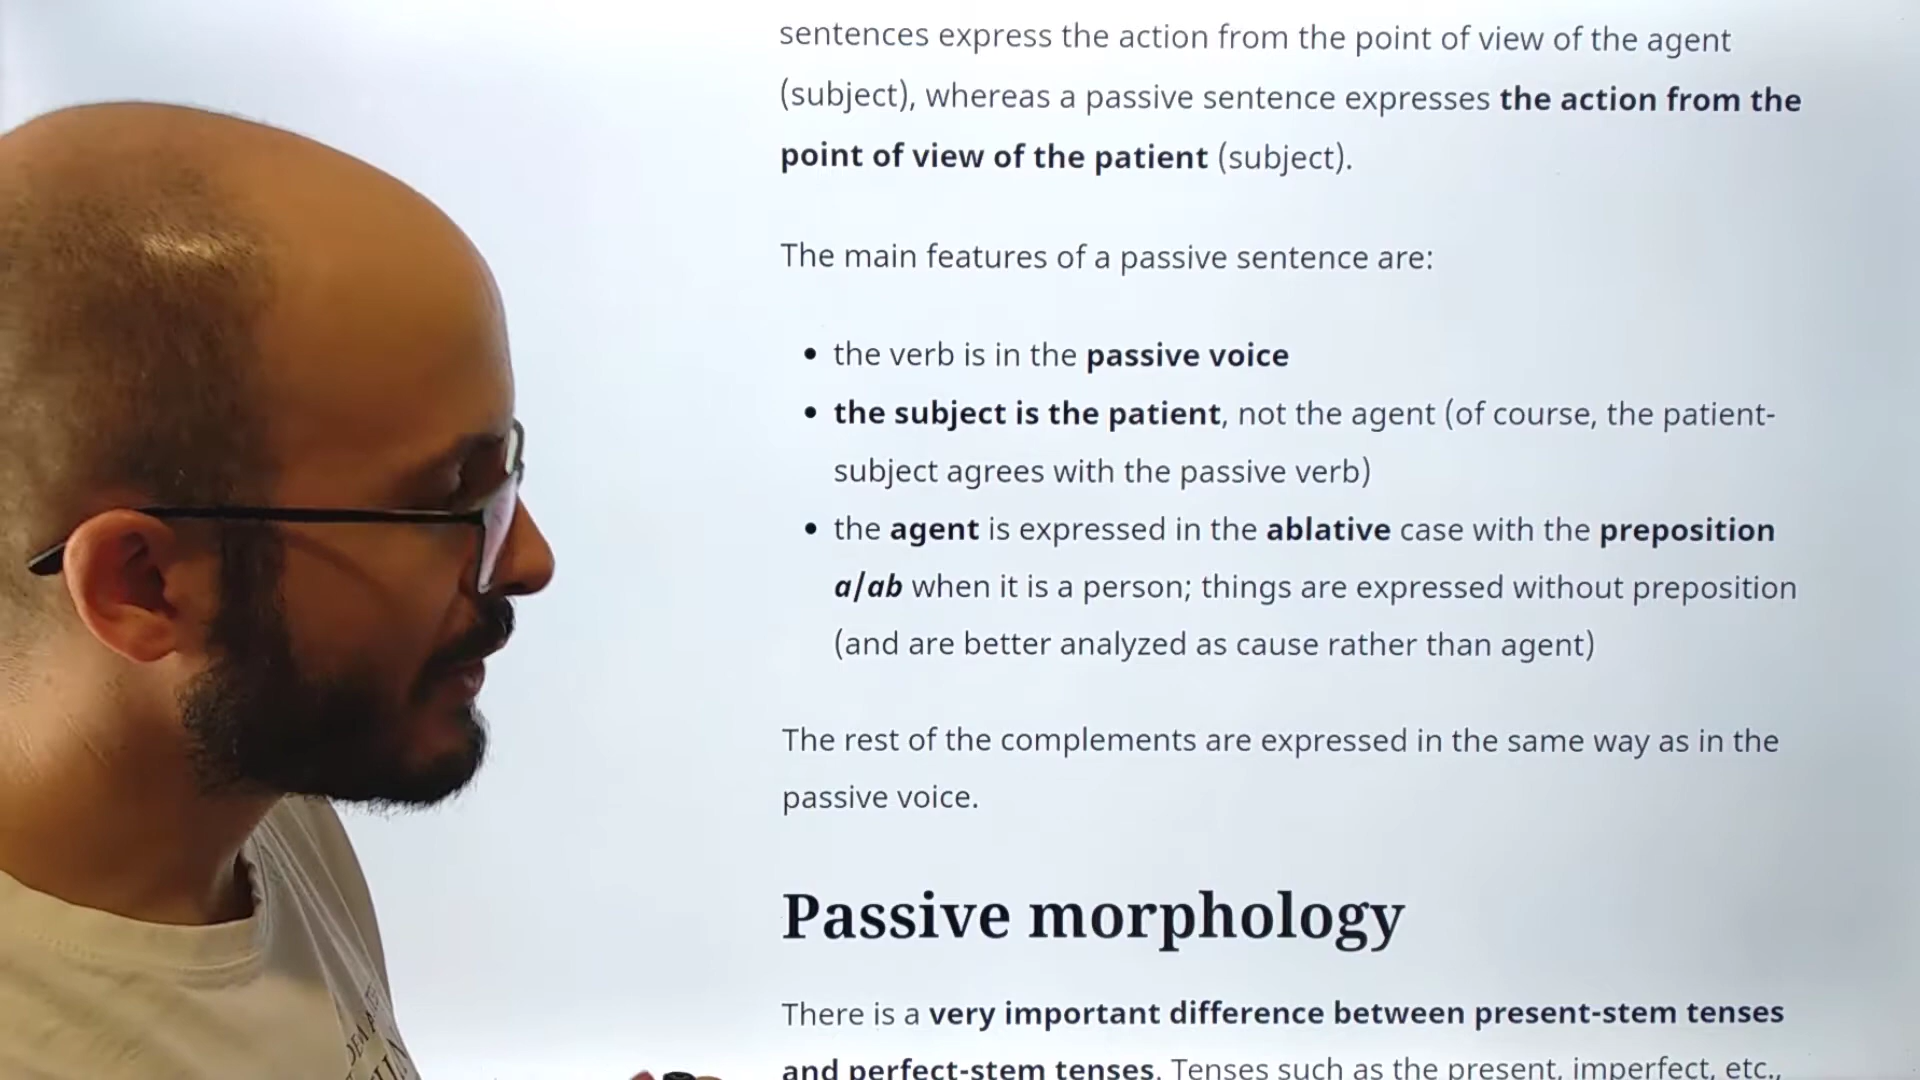 sentences express the action from the point of view of the agent
(subject), whereas a passive sentence expresses the action from the
point of view of the patient (subject).
The main features of a passive sentence are:
• the verb is in the passive voice
• the subject is the patient, not the agent (of course, the patient-
subject agrees with the passive verb)
• the agent is expressed in the ablative case with the preposition
a/ab when it is a person; things are expressed without preposition
(and are better analyzed as cause rather than agent)
The rest of the complements are expressed in the same way as in the
passive voice.
Passive morphology
There is a very important difference between present-stem tenses
and perfect-stem tenses. Tenses such as the present, imperfect, etc.,